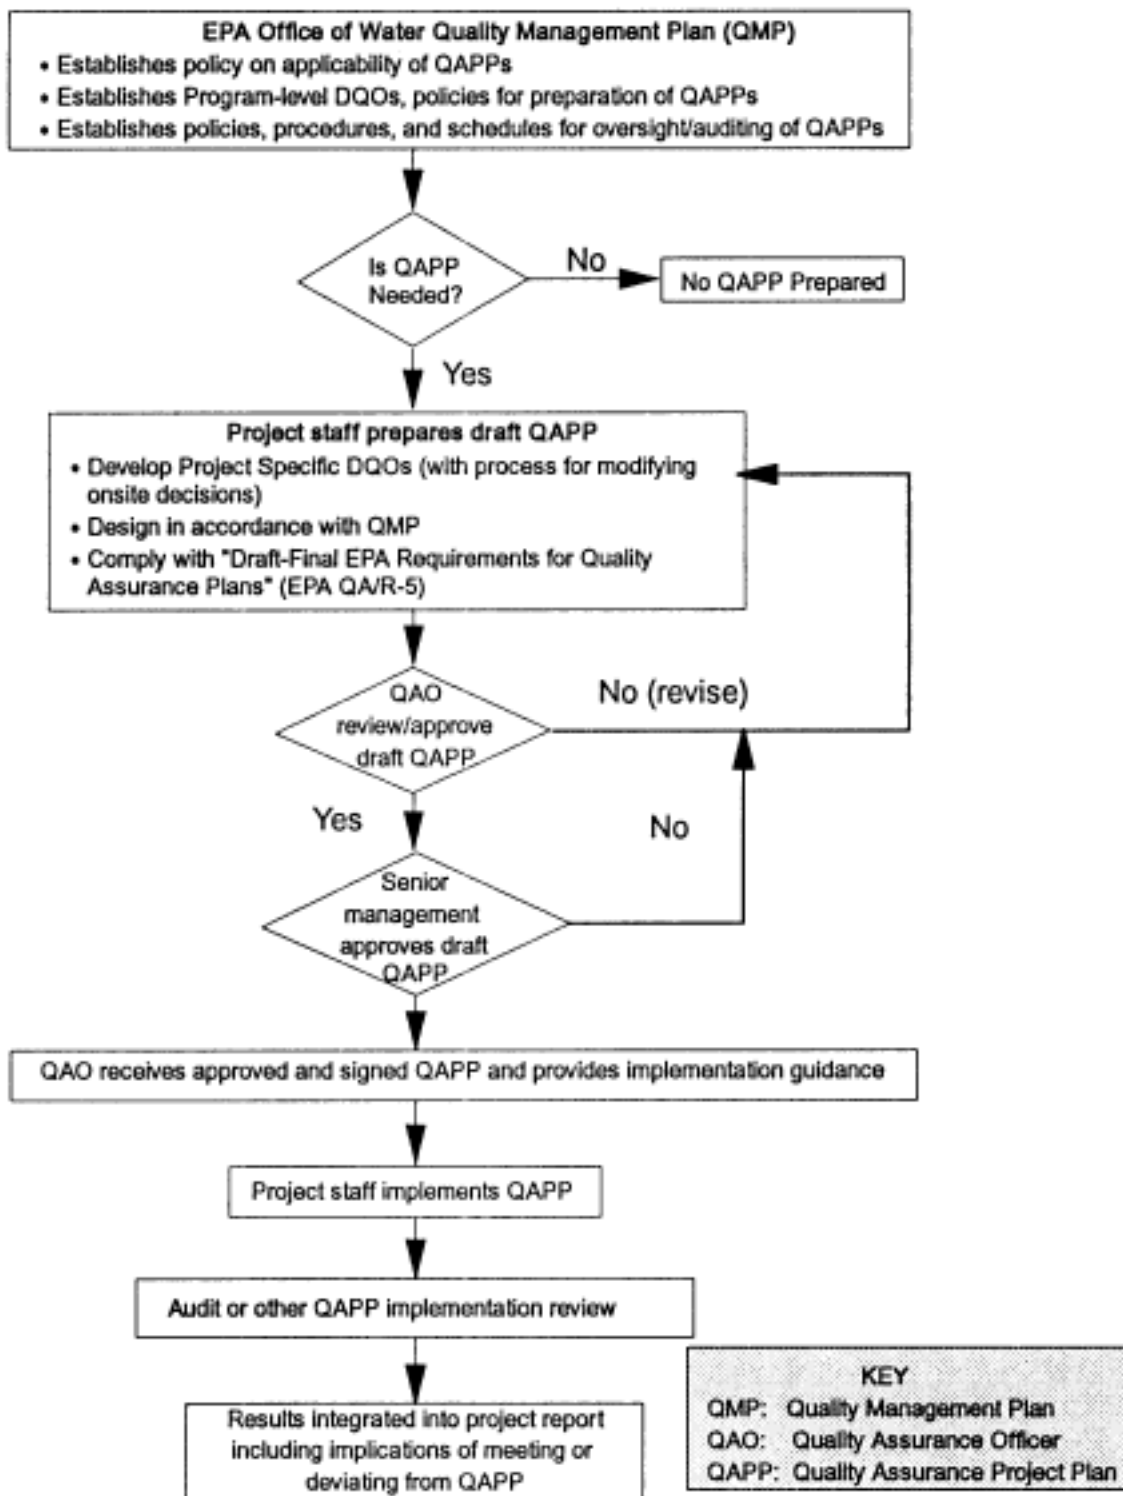 EPA Office of Water Quality Management Plan (QMP)
• Establishes policy on applicability of QAPPs
• Establishes Program-level DQOs, policies for preparation of QAPPs
• Establishes policies, procedures, and schedules for oversight/auditing of QAPPs
Is QAPP
Needed?
No
No QAPP Prepared
Yes
Project staff prepares draft QAPP
• Develop Project Specific DQOs (with process for modifying
onsite decisions)
• Design in accordance with QMP
• Comply with "Draft-Final EPA Requirements for Quality
Assurance Plans" (EPA QA/R-5)
QAO
review/approve
draft QAPP
No (revise)
Yes
No
Senior
management
approves draft
QAPP
QAO receives approved and signed QAPP and provides implementation guidance
Project staff implements QAPP
Audit or other QAPP implementation review
Results integrated into project report
including implications of meeting or
deviating from QAPP
KEY
QMP: Quality Management Plan
QAO: Quality Assurance Officer
QAPP: Quality Assurance Project Plan